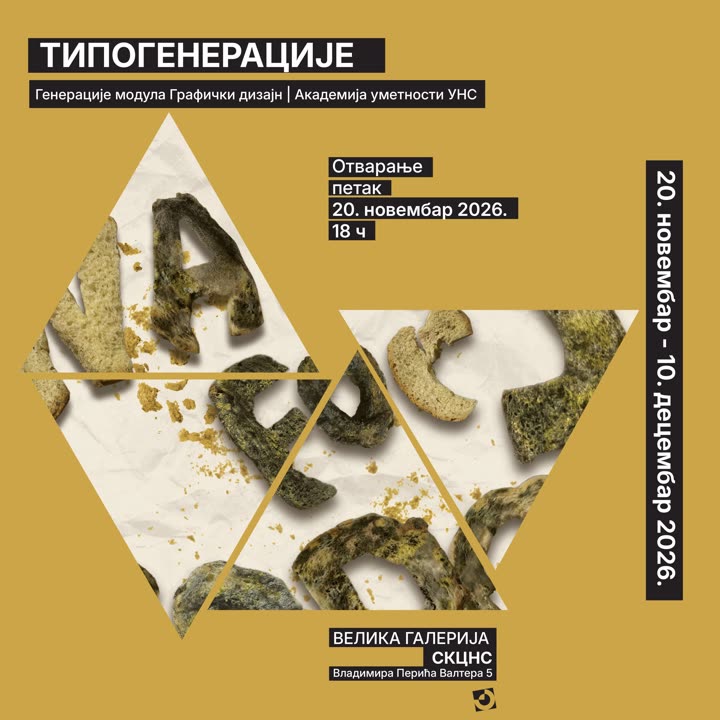 ТИПОГЕНЕРАЦИЈЕ
Генерације модула Графички дизајн | Академија уметности УНС
Отварање
петак
20. новембар 2026.
18 ч
20. новембар - 10. децембар 2026.
ВЕЛИКА ГАЛЕРИЈА
СКЦНС
Владимира Перића Валтера 5